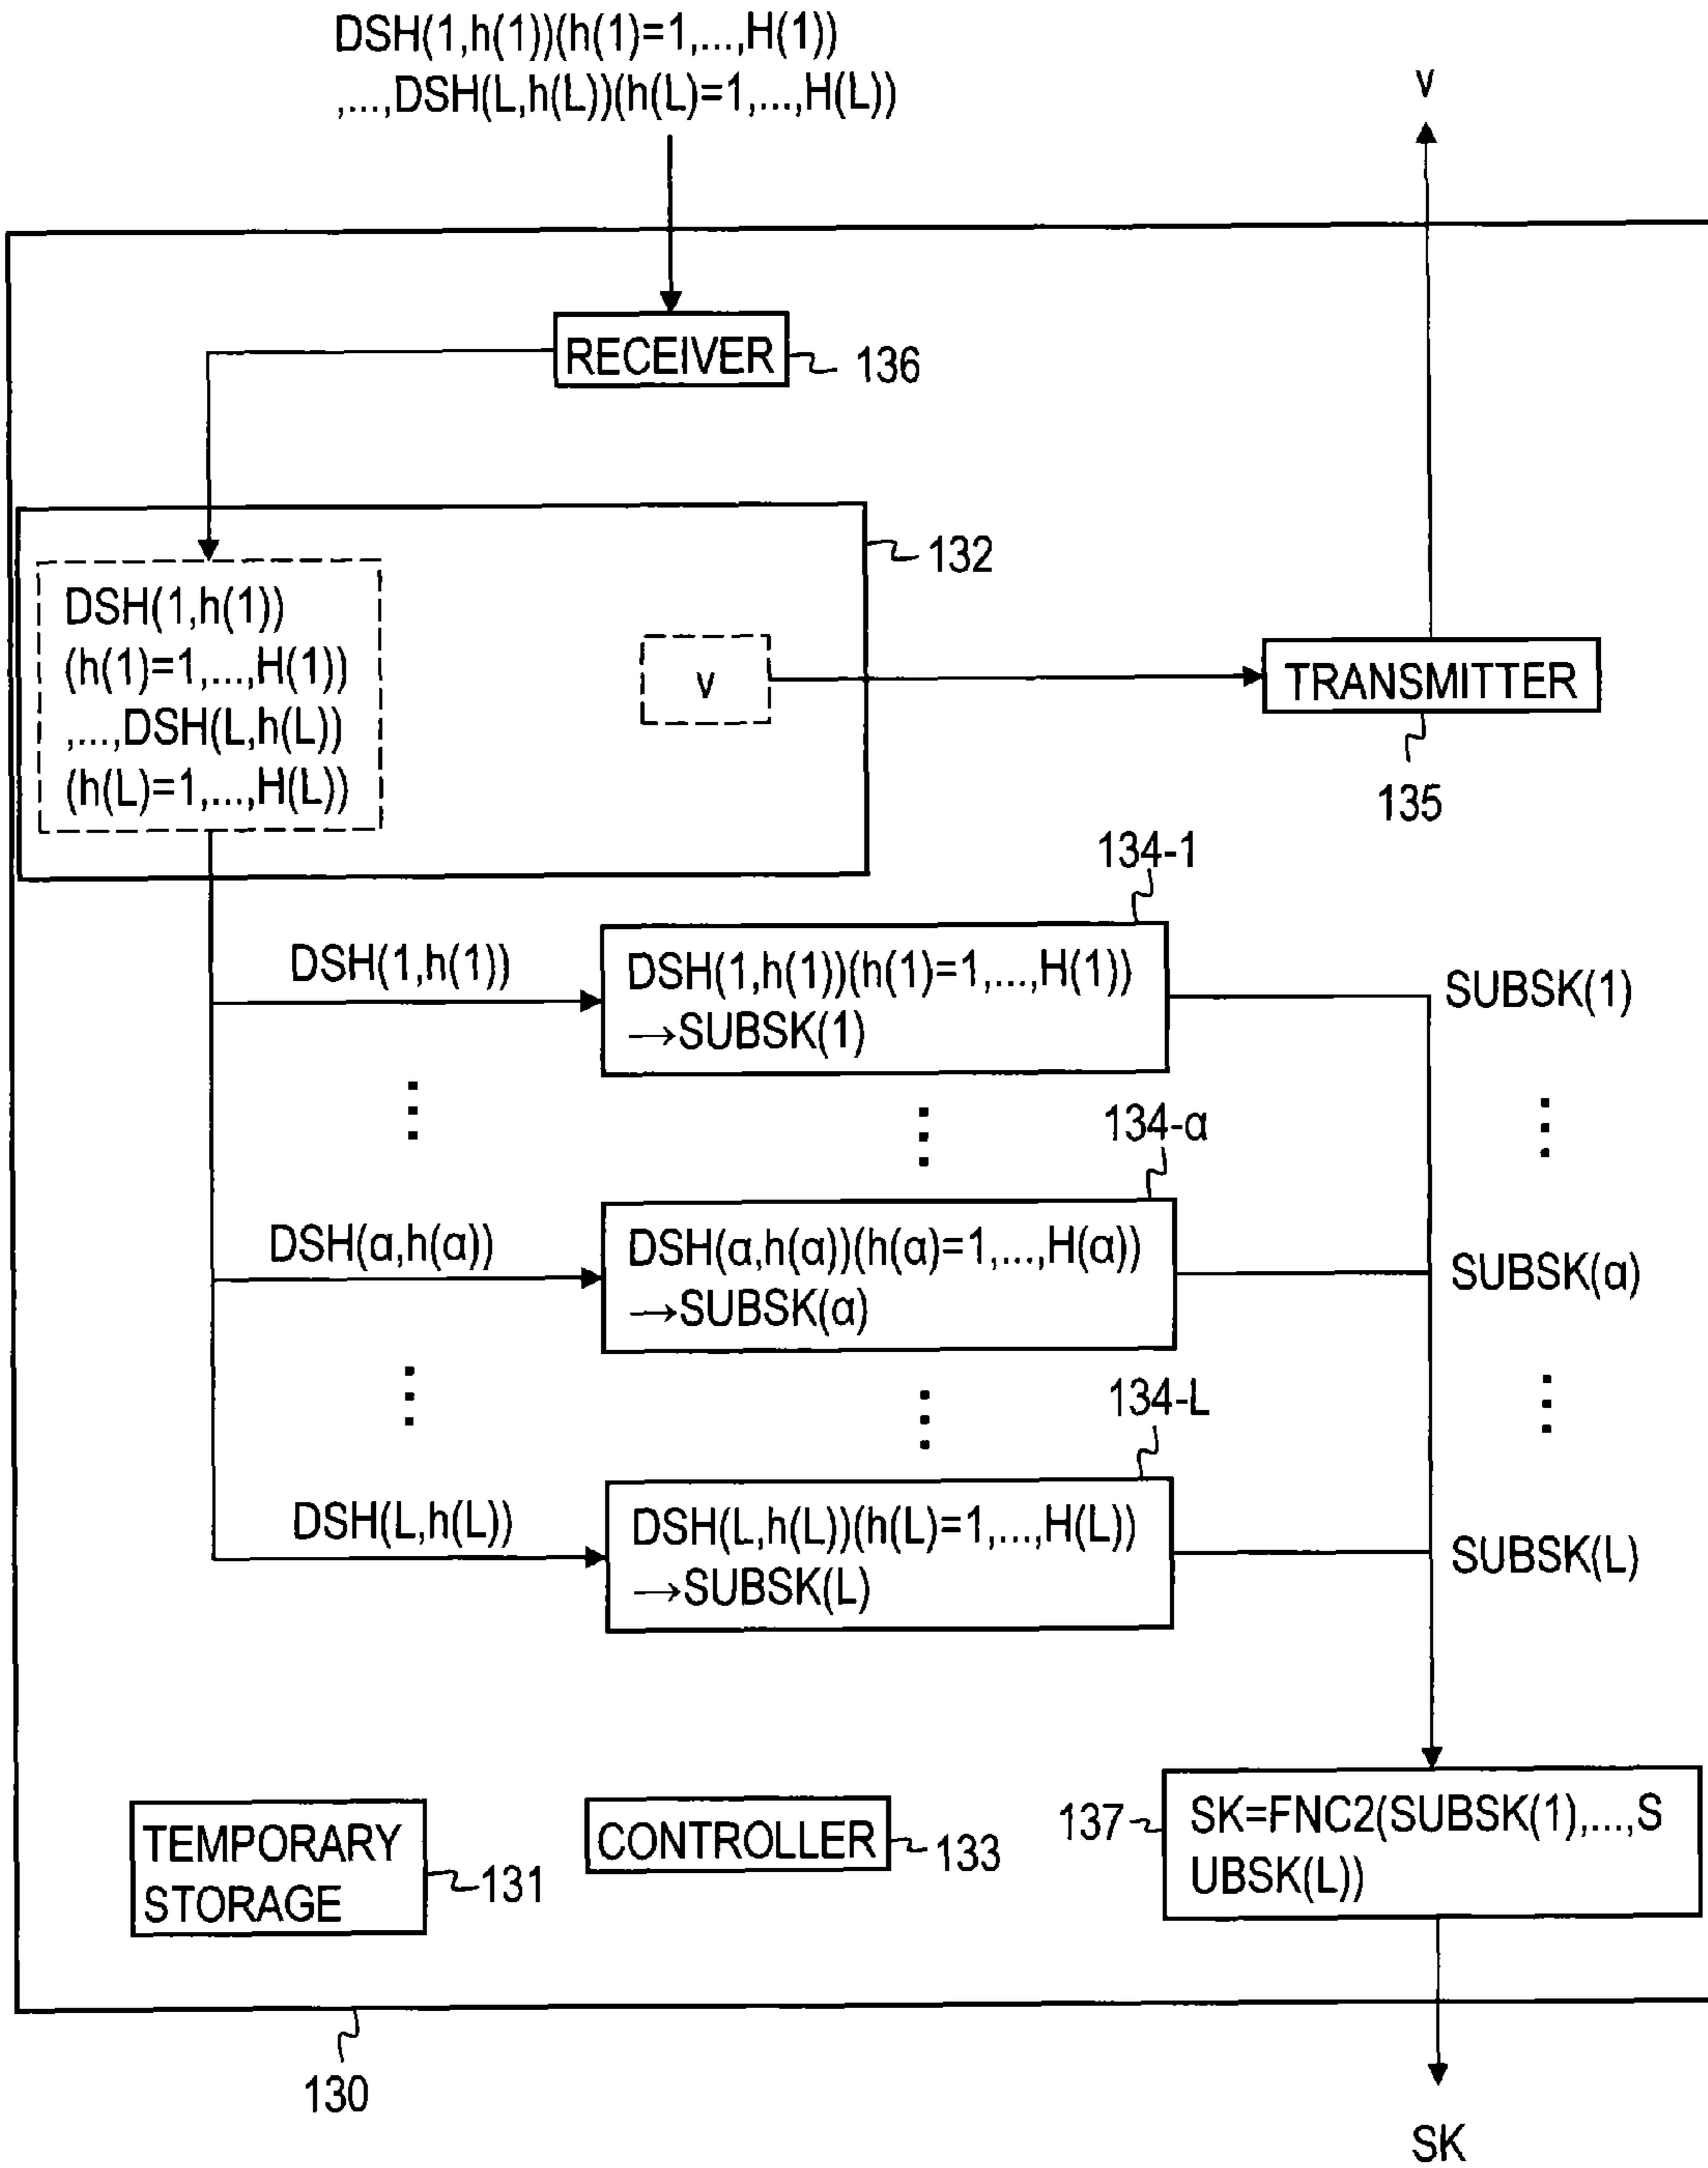 DSH(1,h(1))(h(1)=1,...,H(1))
,...,DSH(L,h(L))(h(L)=1,...,H(L))
v
RECEIVER
136
132
DSH(1,h(1))
(h(1)=1,...,H(1))
,...,DSH(L,h(L))
(h(L)=1,...,H(L))
v
TRANSMITTER
135
134-1
DSH(1,h(1))
DSH(1,h(1))(h(1)=1,...,H(1))
→SUBSK(1)
SUBSK(1)
134-α
DSH(α,h(α))
DSH(α,h(α))(h(α)=1,...,H(α))
→SUBSK(α)
SUBSK(α)
134-L
DSH(L,h(L))
DSH(L,h(L))(h(L)=1,...,H(L))
→SUBSK(L)
SUBSK(L)
TEMPORARY
STORAGE
131
CONTROLLER
133
137
SK=FNC2(SUBSK(1),...,S
UBSK(L))
130
SK